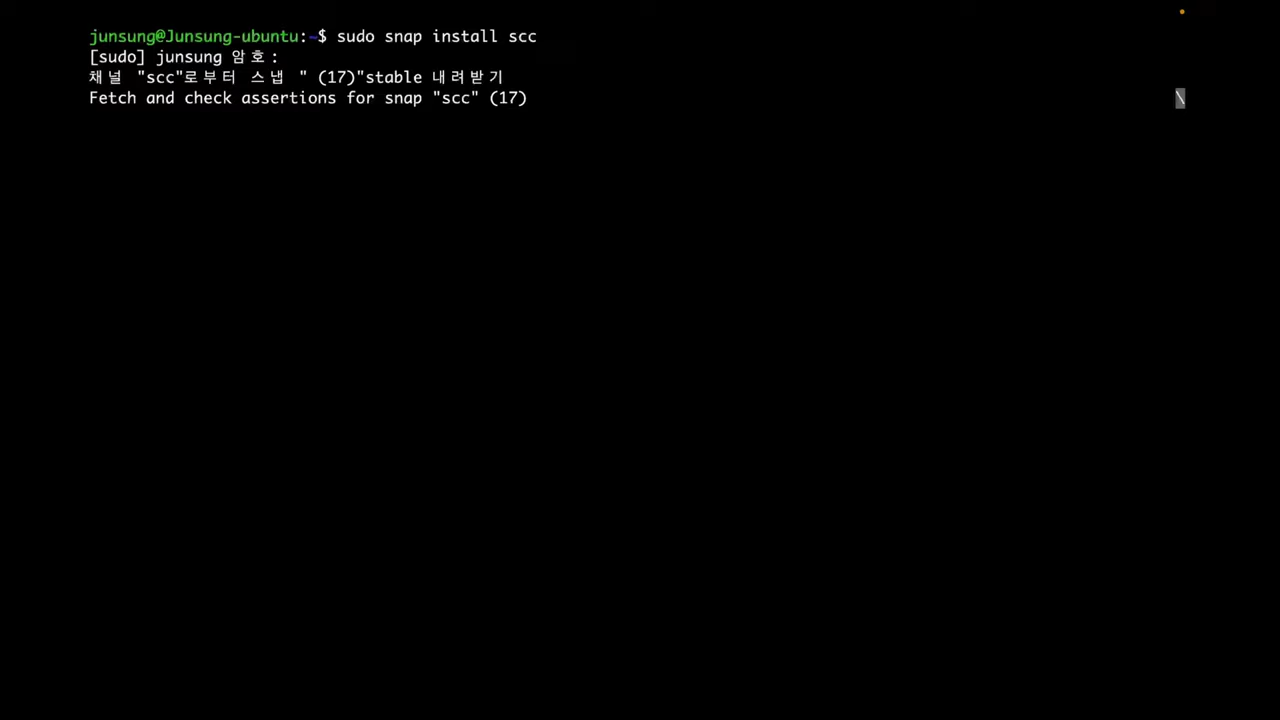 junsung@Junsung-ubuntu:~$ sudo snap install scc
[sudo] junsung 암호:
채널 "scc"로부터 스냅 " (17)"stable 내려받기
Fetch and check assertions for snap "scc" (17) \